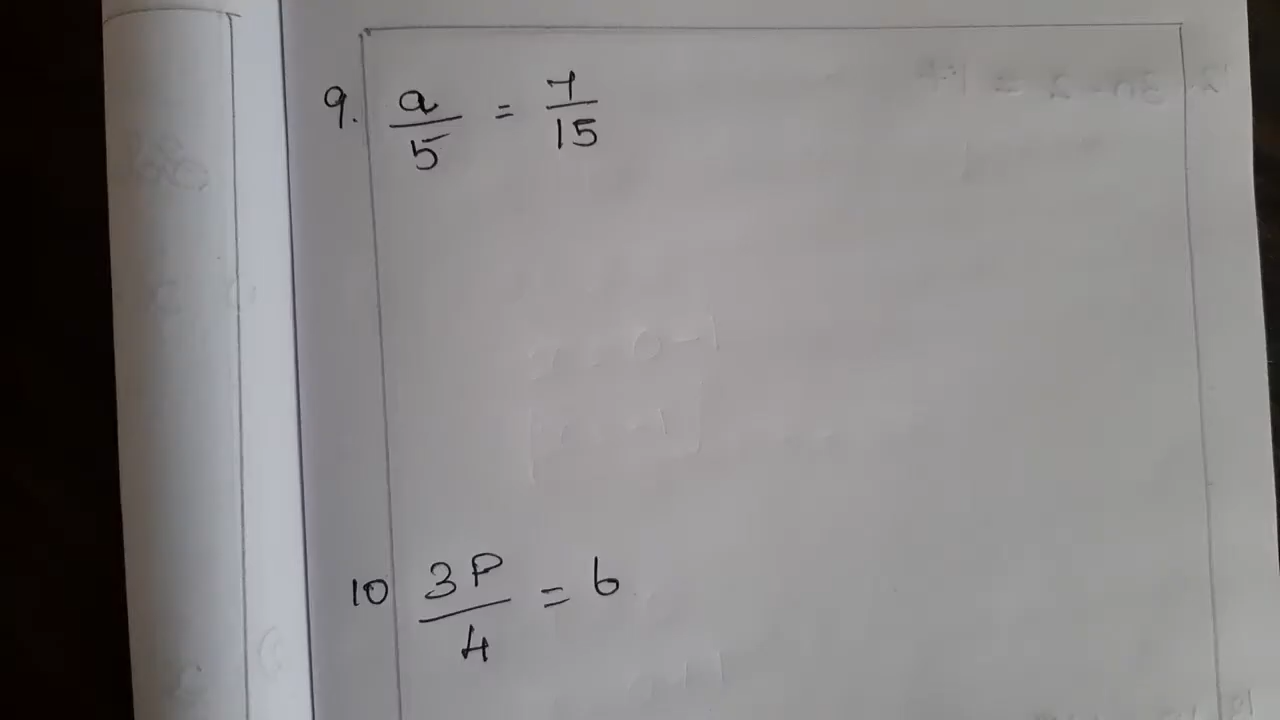 9. a/5 = 7/15
10 3P/4 = 6